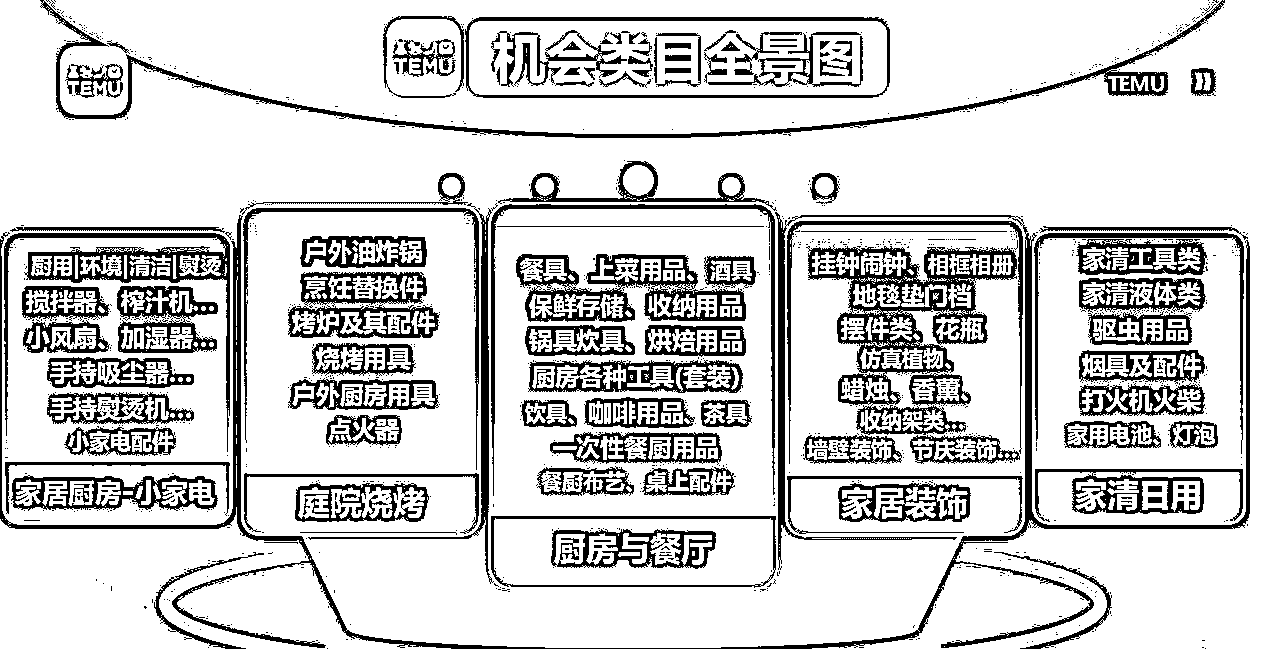 TEMU
TEMU
机会类目全景图
TEMU
厨用|环境|清洁|熨烫
搅拌器、榨汁机...
小风扇、加湿器...
手持吸尘器...
手持熨烫机...
小家电配件
家居厨房-小家电
户外油炸锅
烹饪替换件
烤炉及其配件
烧烤用具
户外厨房用具
点火器
庭院烧烤
餐具、上菜用品、酒具
保鲜存储、收纳用品
锅具炊具、烘焙用品
厨房各种工具(套装)
饮具、咖啡用品、茶具
一次性餐厨用品
餐厨布艺、桌上配件
厨房与餐厅
挂钟闹钟、相框相册
地毯垫门档
摆件类、花瓶
仿真植物、
蜡烛、香薰、
收纳架类...
墙壁装饰、节庆装饰...
家居装饰
家清工具类
家清液体类
驱虫用品
烟具及配件
打火机火柴
家用电池、灯泡
家清日用